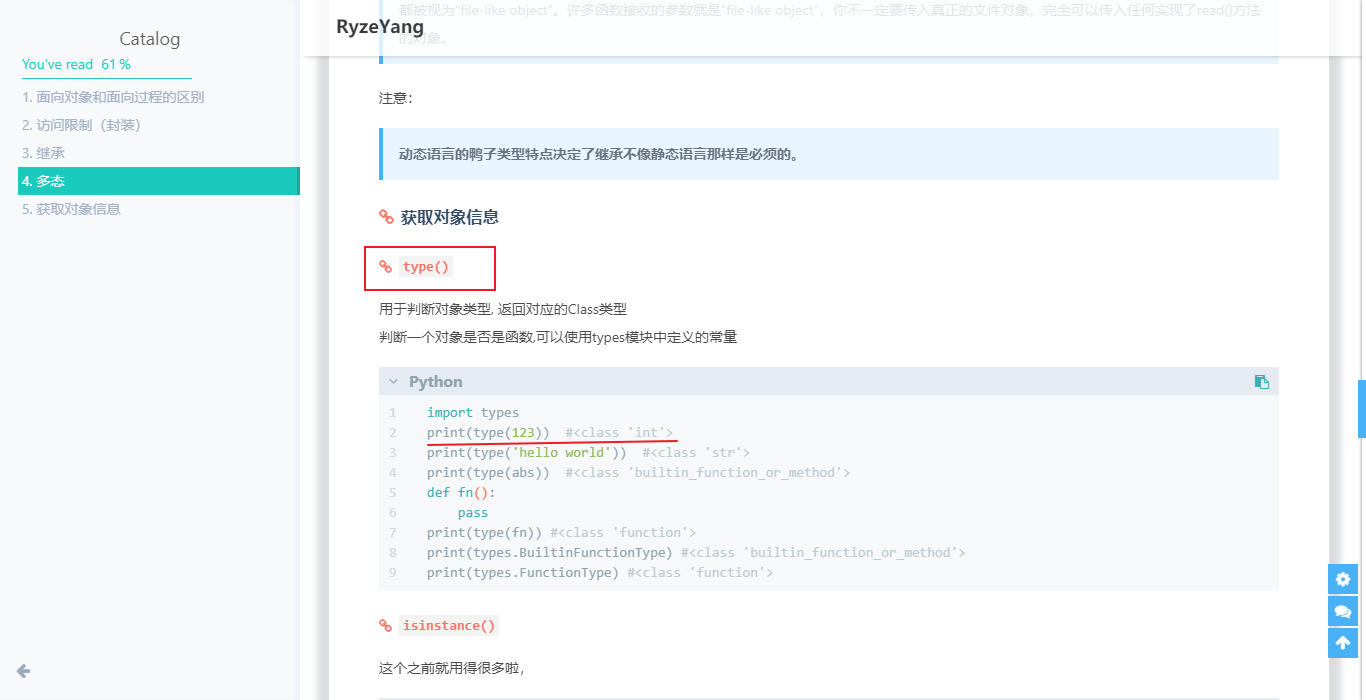 Catalog
You've read 61 %
1. 面向对象和面向过程的区别
2. 访问限制（封装）
3. 继承
4. 多态
5. 获取对象信息
都被视为"file-like object"。许多函数接收的参数就是"file-like object"，你不一定要传入真正的文件对象，完全可以传入任何实现了read()方法
RyzeYang
的对象。
注意：
动态语言的鸭子类型特点决定了继承不像静态语言那样是必须的。
获取对象信息
type()
用于判断对象类型, 返回对应的Class类型
判断一个对象是否是函数,可以使用types模块中定义的常量
Python
1 import types
2 print(type(123)) #<class 'int'>
3 print(type('hello world')) #<class 'str'>
4 print(type(abs)) #<class 'builtin_function_or_method'>
5 def fn():
6 pass
7 print(type(fn)) #<class 'function'>
8 print(types.BuiltinFunctionType) #<class 'builtin_function_or_method'>
9 print(types.FunctionType) #<class 'function'>
isinstance()
这个之前就用得很多啦，